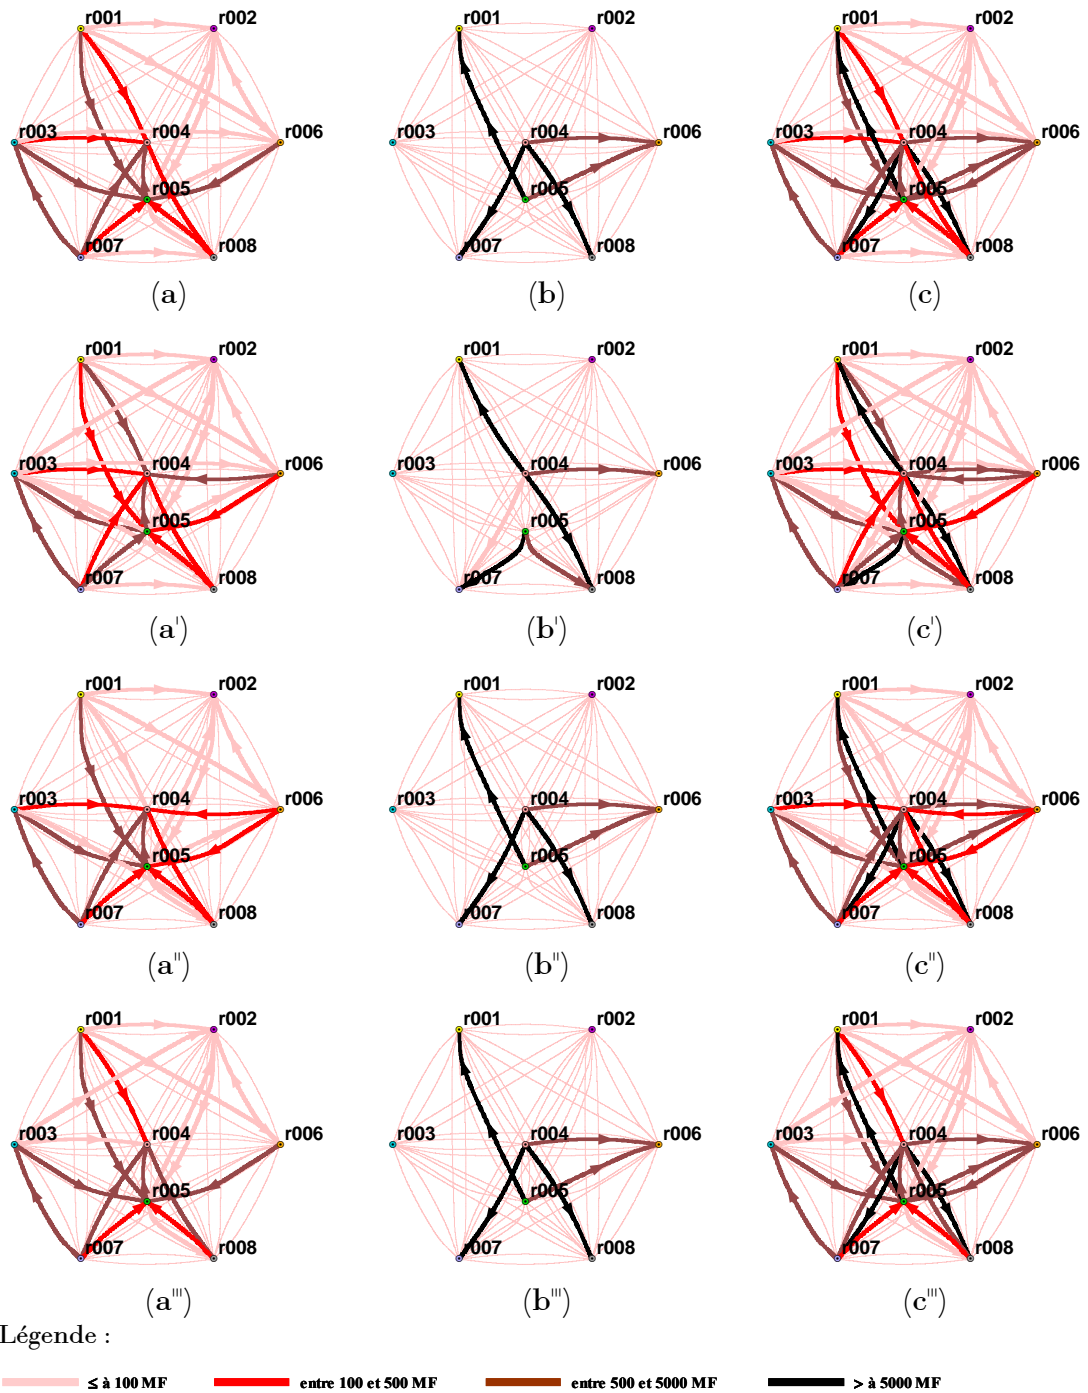 r001 r002 r001 r002 r001 r002
r003 r004 r006 r003 r004 r006 r003 r004 r006
r005 r005 r005
r007 r008 r007 r008 r007 r008
(a) (b) (c)
r001 r002 r001 r002 r001 r002
r003 r004 r006 r003 r004 r006 r003 r004 r006
r005 r005 r005
r007 r008 r007 r008 r007 r008
(a') (b') (c')
r001 r002 r001 r002 r001 r002
r003 r004 r006 r003 r004 r006 r003 r004 r006
r005 r005 r005
r007 r008 r007 r008 r007 r008
(a'') (b'') (c'')
r001 r002 r001 r002 r001 r002
r003 r004 r006 r003 r004 r006 r003 r004 r006
r005 r005 r005
r007 r008 r007 r008 r007 r008
(a''') (b''') (c''')
Légende :
≤ à 100 MF entre 100 et 500 MF entre 500 et 5000 MF > à 5000 MF